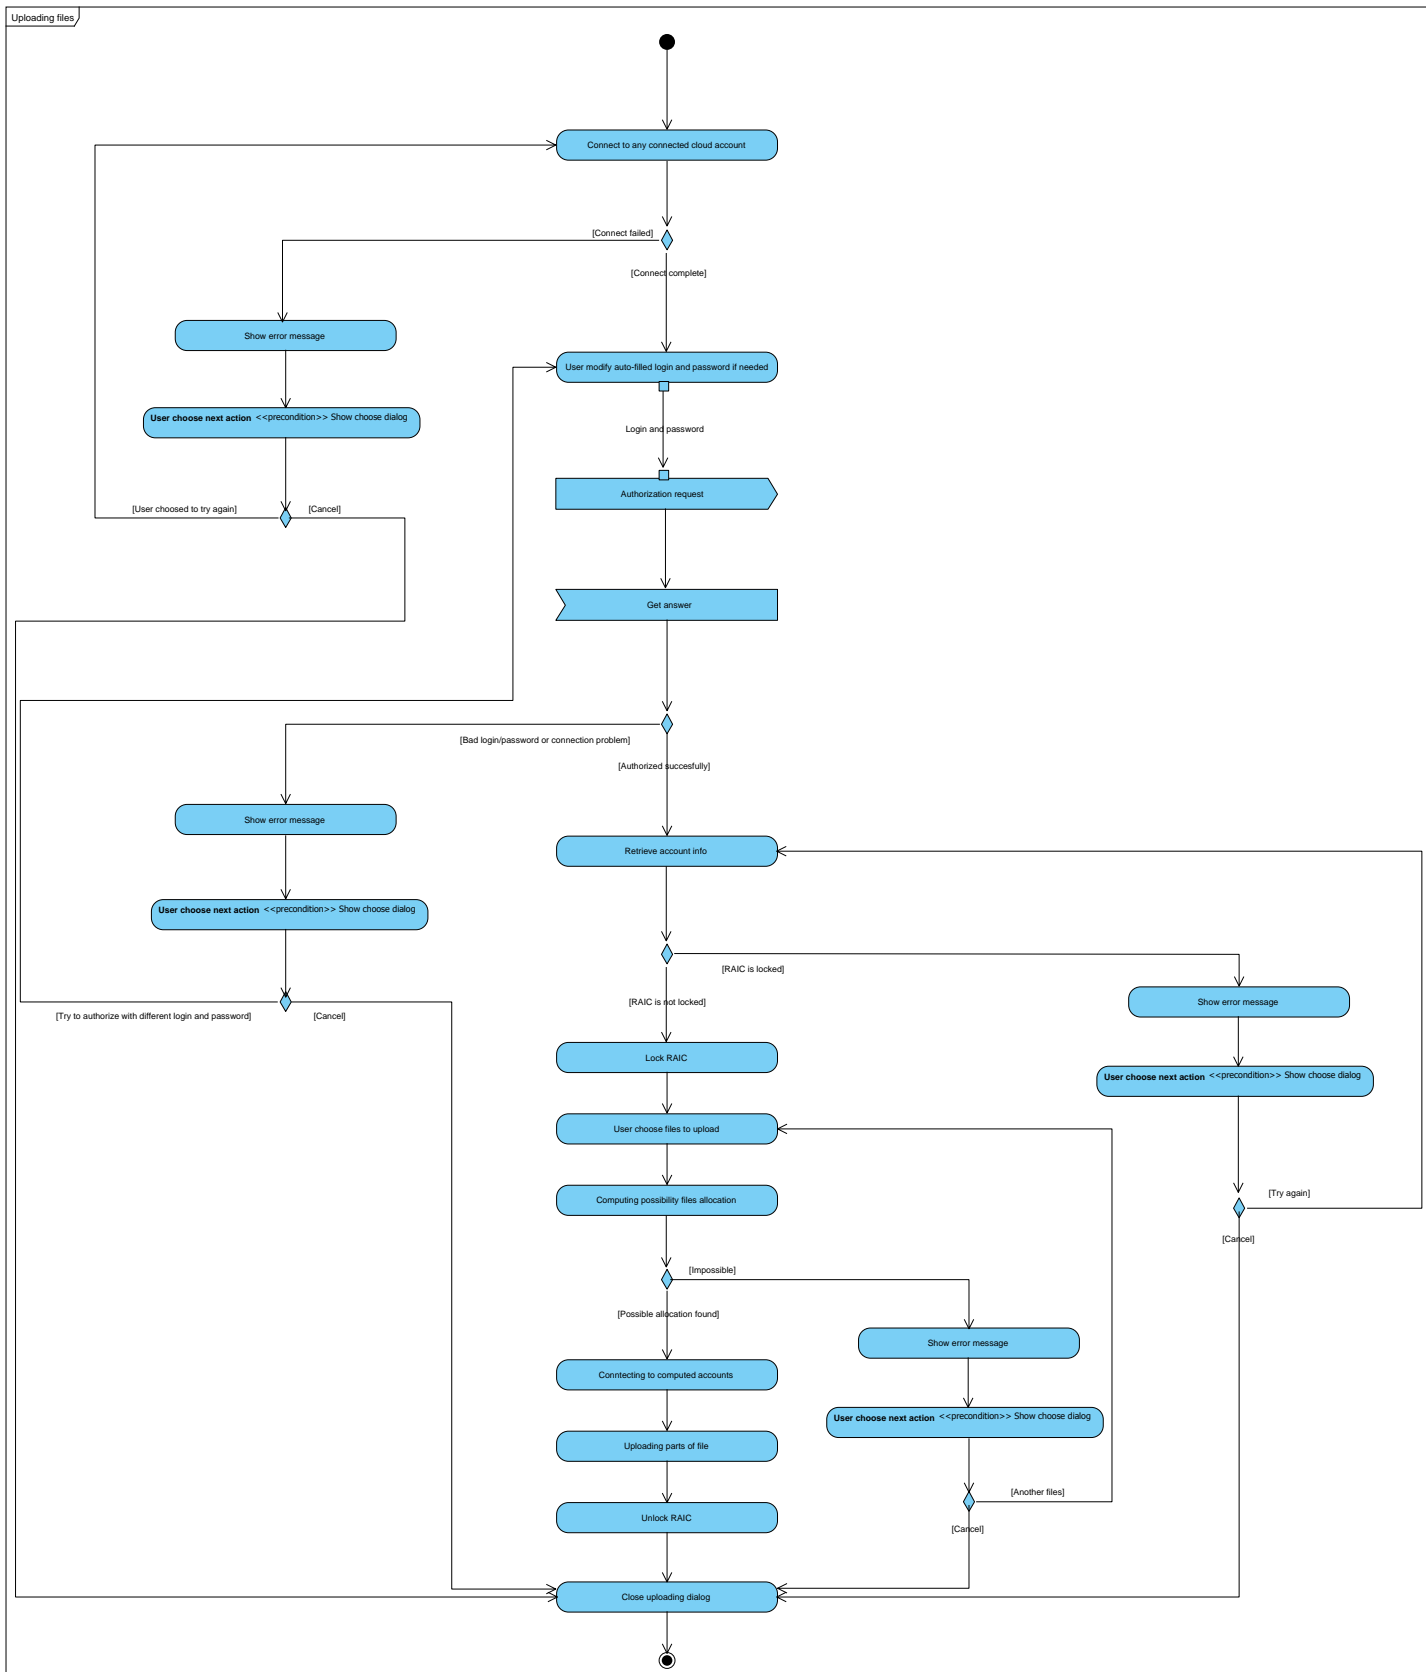 Uploading files
Connect to any connected cloud account
[Connect failed]
[Connect complete]
Show error message
User modify auto-filled login and password if needed
User choose next action <<precondition>> Show choose dialog
Login and password
Authorization request
[User choosed to try again]
[Cancel]
Get answer
[Bad login/password or connection problem]
[Authorized succesfully]
Show error message
Retrieve account info
User choose next action <<precondition>> Show choose dialog
[RAIC is locked]
[RAIC is not locked]
Show error message
[Try to authorize with different login and password]
[Cancel]
Lock RAIC
User choose next action <<precondition>> Show choose dialog
User choose files to upload
Computing possibility files allocation
[Try again]
[Cancel]
[Impossible]
[Possible allocation found]
Show error message
Conntecting to computed accounts
User choose next action <<precondition>> Show choose dialog
Uploading parts of file
[Another files]
Unlock RAIC
[Cancel]
Close uploading dialog